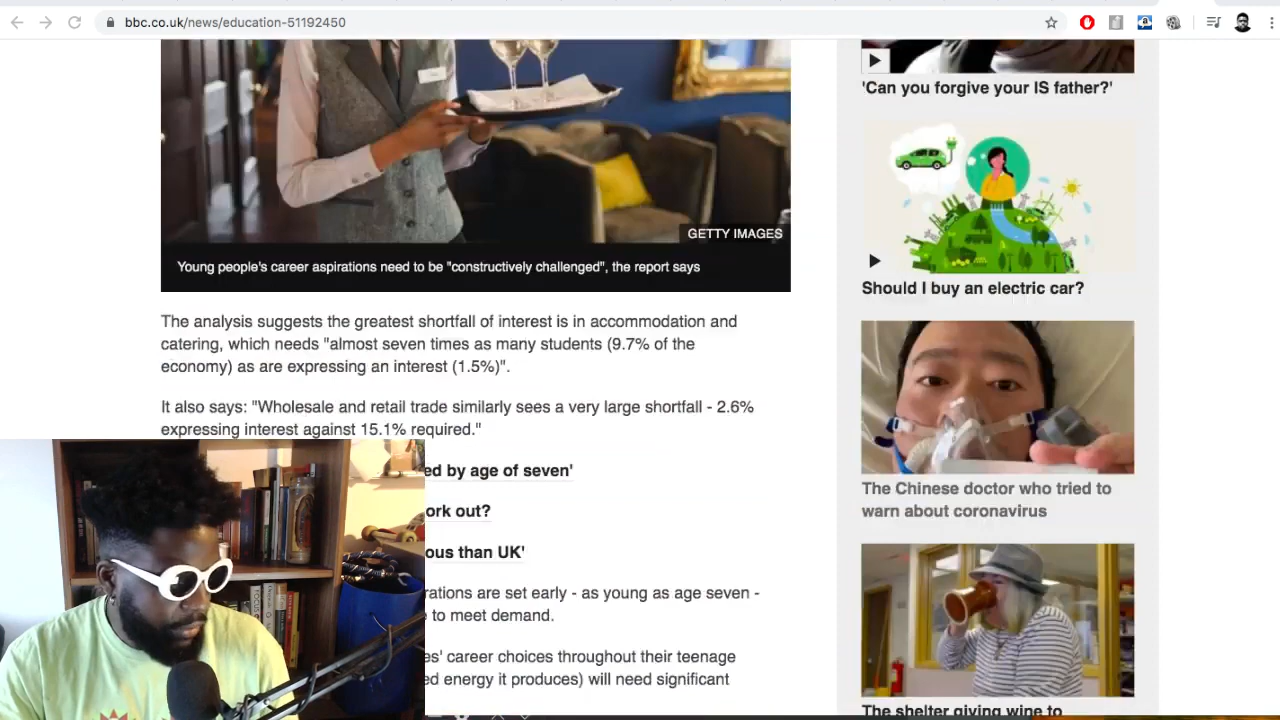 bbc.co.uk/news/education-51192450
GETTY IMAGES
Young people's career aspirations need to be "constructively challenged", the report says
The analysis suggests the greatest shortfall of interest is in accommodation and
catering, which needs "almost seven times as many students (9.7% of the
economy) as are expressing an interest (1.5%)".
It also says: "Wholesale and retail trade similarly sees a very large shortfall - 2.6%
expressing interest against 15.1% required."
ed by age of seven'
ork out?
ous than UK'
rations are set early - as young as age seven -
e to meet demand.
es' career choices throughout their teenage
ed energy it produces) will need significant
'Can you forgive your IS father?'
Should I buy an electric car?
The Chinese doctor who tried to
warn about coronavirus
The shelter giving wine to